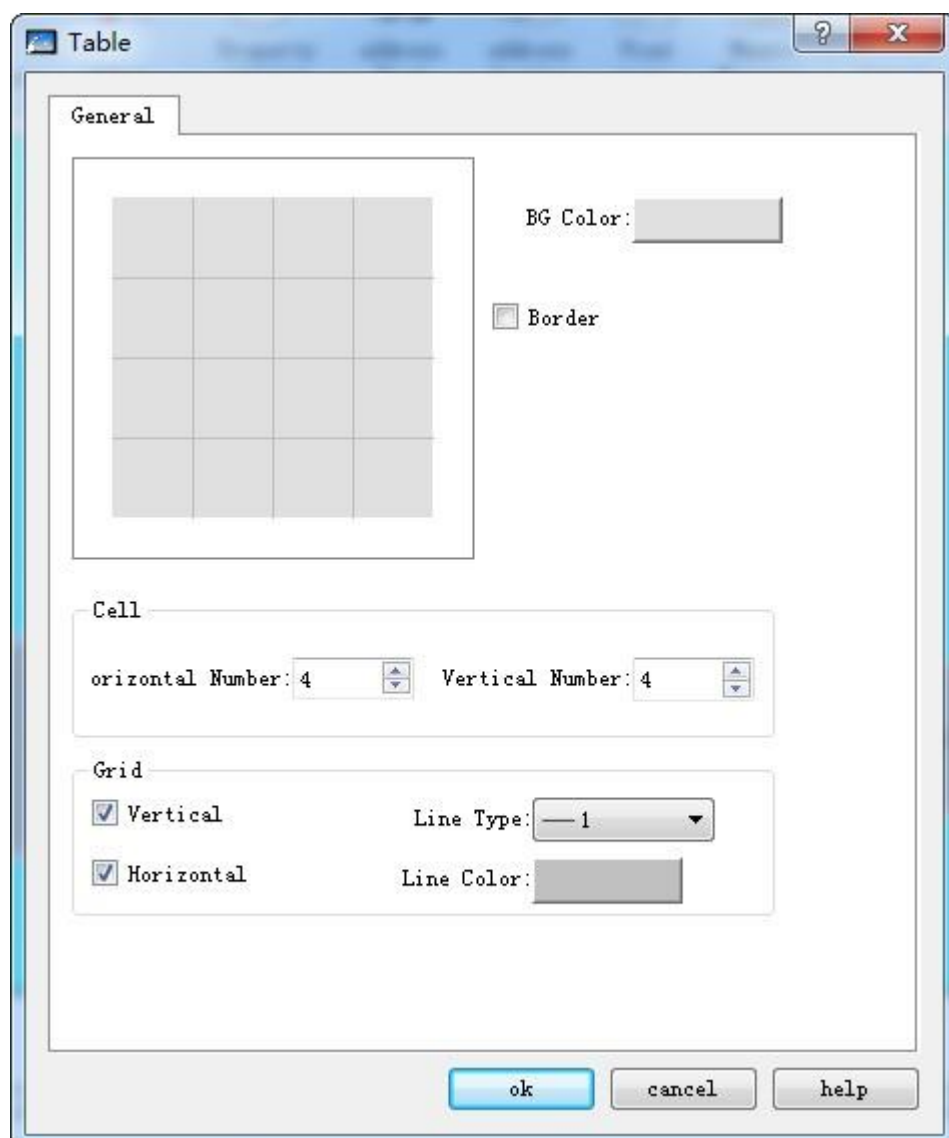 Table
?
General
BG Color:
Border
Cell
orizontal Number: 4 Vertical Number: 4
Grid
Vertical Line Type: 1
Horizontal Line Color:
ok cancel help